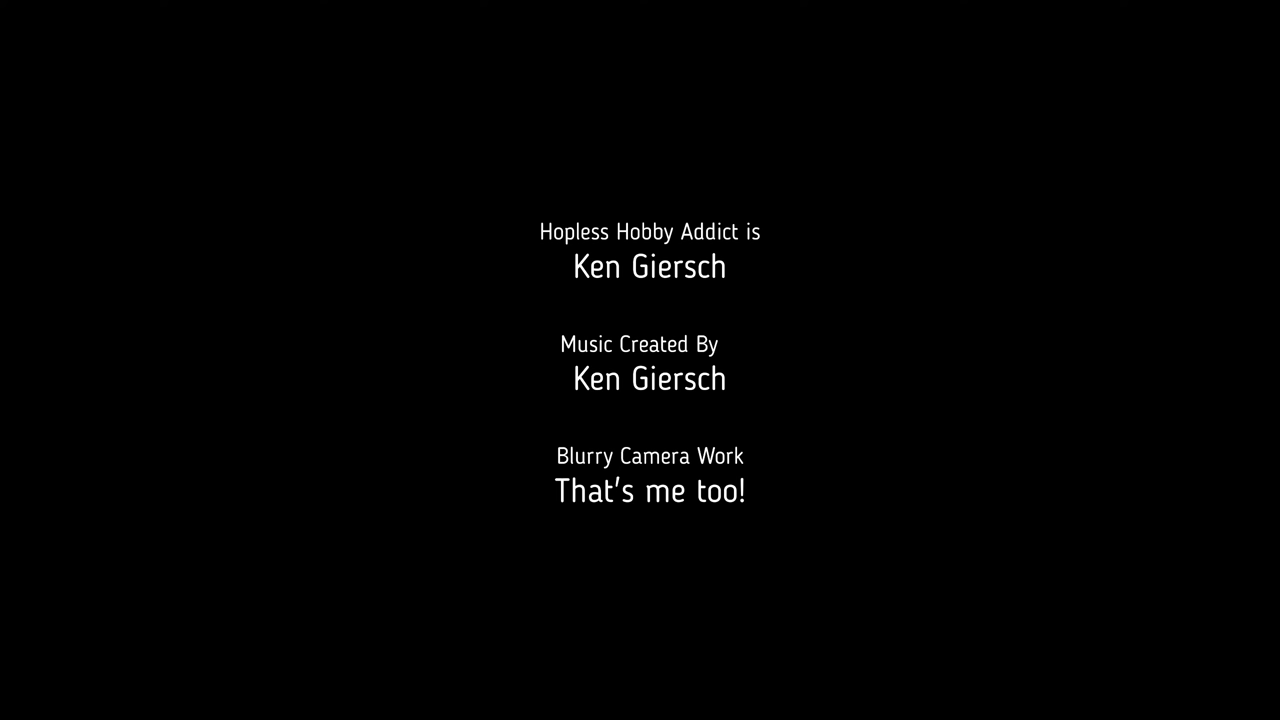 Hopless Hobby Addict is
Ken Giersch
Music Created By
Ken Giersch
Blurry Camera Work
That's me too!